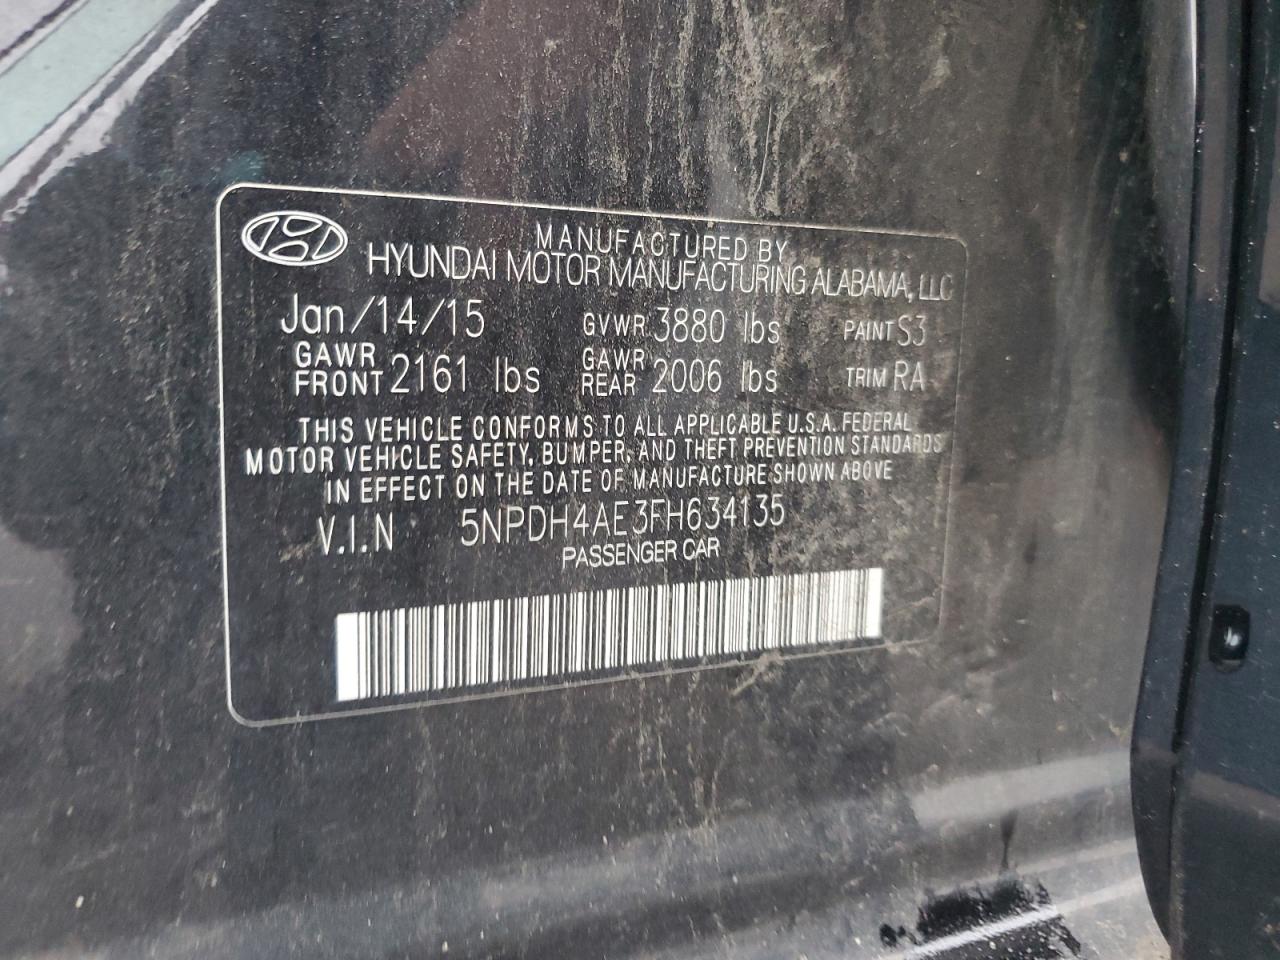 MANUFACTURED BY
HYUNDAI MOTOR MANUFACTURING ALABAMA, LLC
Jan/14/15 GVWR 3880 lbs PAINT S3
GAWR FRONT 2161 lbs GAWR REAR 2006 lbs TRIM RA
THIS VEHICLE CONFORMS TO ALL APPLICABLE U.S.A. FEDERAL
MOTOR VEHICLE SAFETY, BUMPER, AND THEFT PREVENTION STANDARDS
IN EFFECT ON THE DATE OF MANUFACTURE SHOWN ABOVE
V.I.N 5NPDH4AE3FH634135
PASSENGER CAR